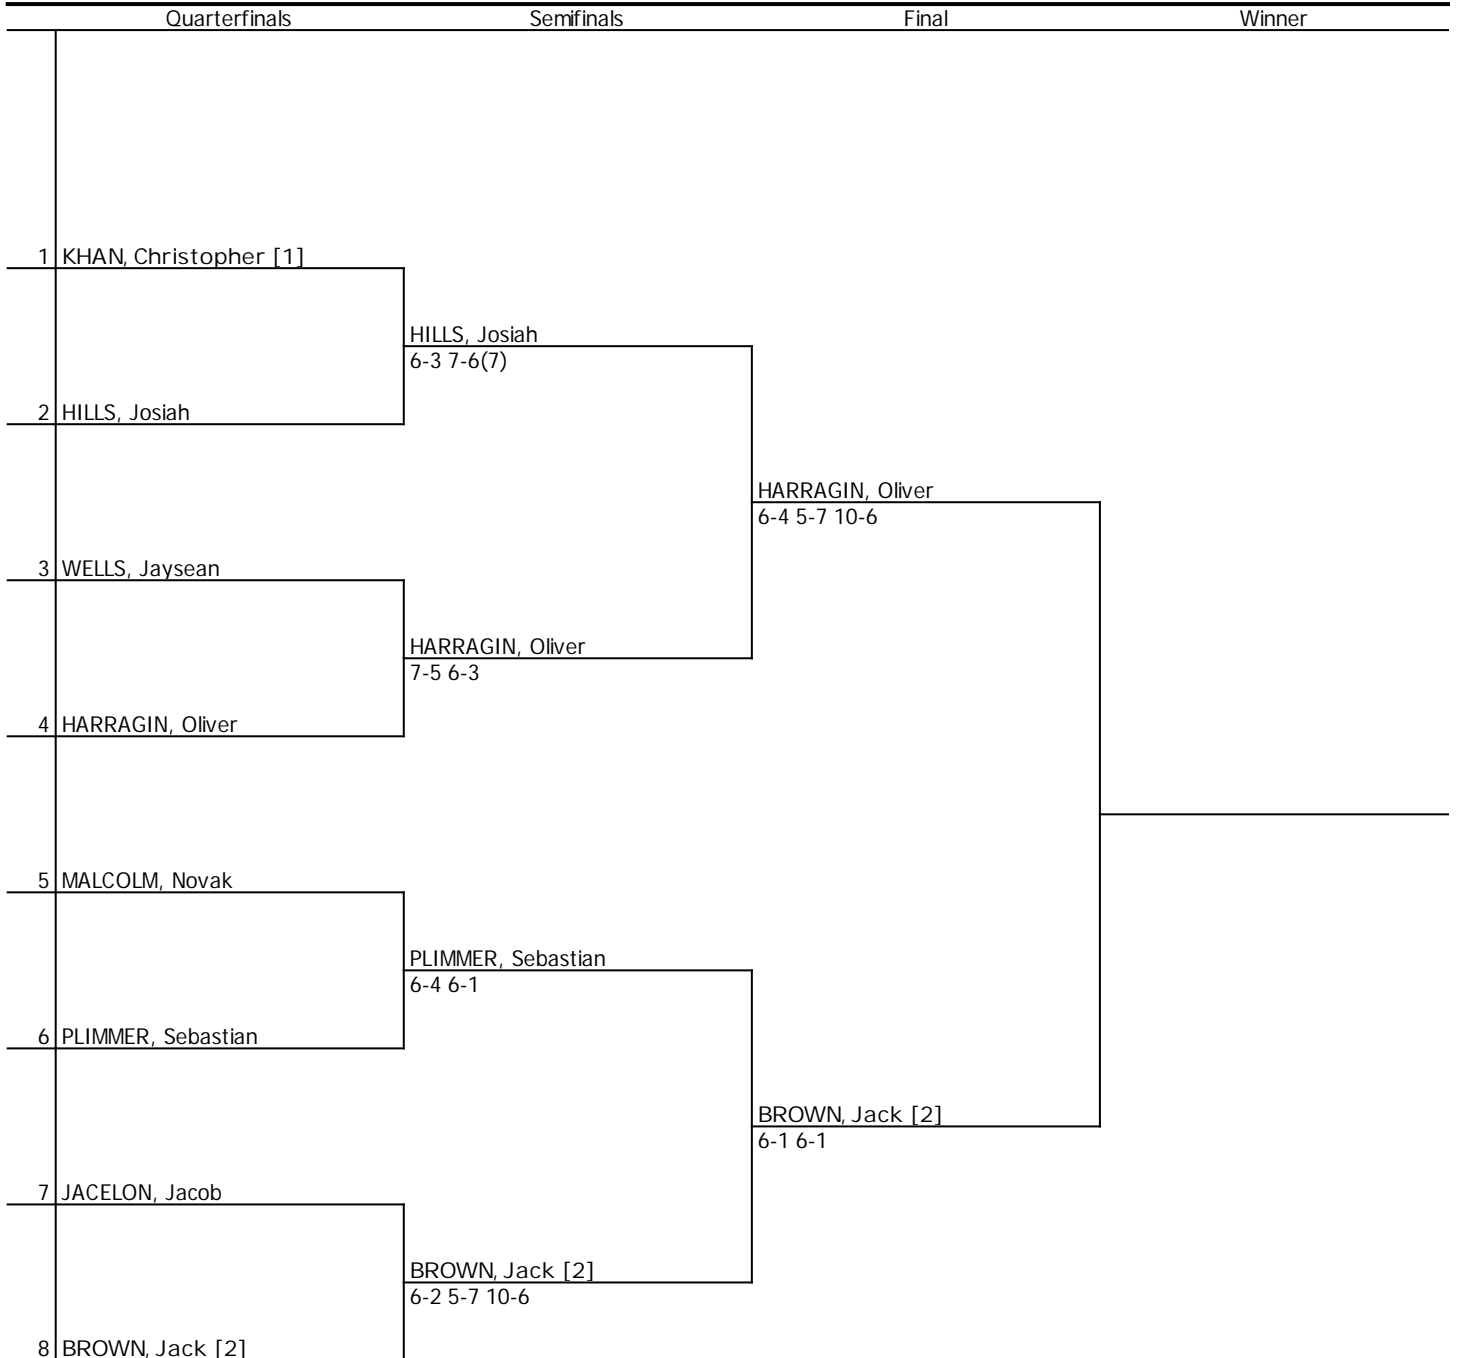 Quarterfinals Semifinals Final Winner
1 KHAN, Christopher [1]
HILLS, Josiah
6-3 7-6(7)
2 HILLS, Josiah
HARRAGIN, Oliver
6-4 5-7 10-6
3 WELLS, Jaysean
HARRAGIN, Oliver
7-5 6-3
4 HARRAGIN, Oliver
5 MALCOLM, Novak
PLIMMER, Sebastian
6-4 6-1
6 PLIMMER, Sebastian
BROWN, Jack [2]
6-1 6-1
7 JACELON, Jacob
BROWN, Jack [2]
6-2 5-7 10-6
8 BROWN, Jack [2]